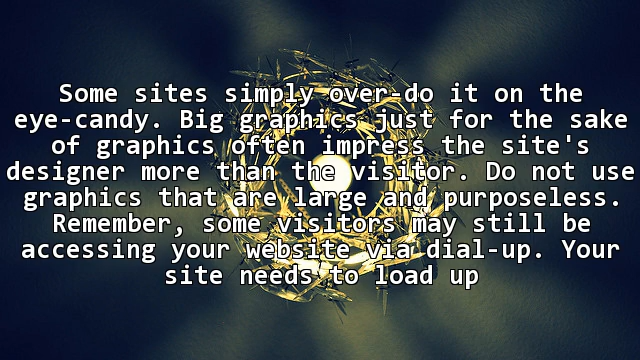 Some sites simply over-do it on the
eye-candy. Big graphics just for the sake
of graphics often impress the site's
designer more than the visitor. Do not use
graphics that are large and purposeless.
Remember, some visitors may still be
accessing your website via dial-up. Your
site needs to load up